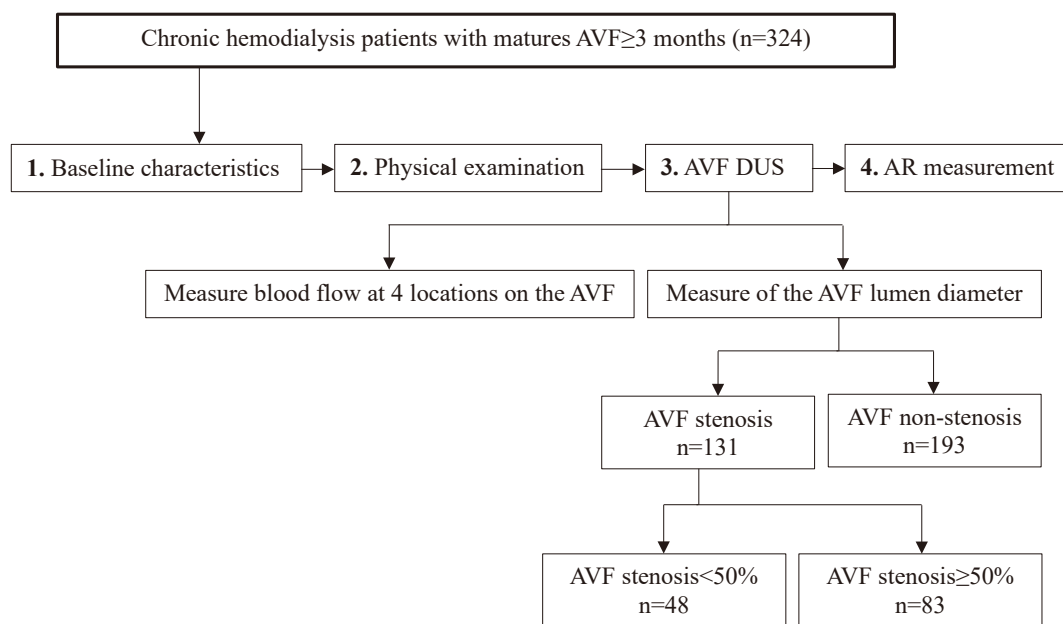 Chronic hemodialysis patients with matures AVF≥3 months (n=324)
1. Baseline characteristics
2. Physical examination
3. AVF DUS
4. AR measurement
Measure blood flow at 4 locations on the AVF
Measure of the AVF lumen diameter
AVF stenosis
n=131
AVF non-stenosis
n=193
AVF stenosis<50%
n=48
AVF stenosis≥50%
n=83